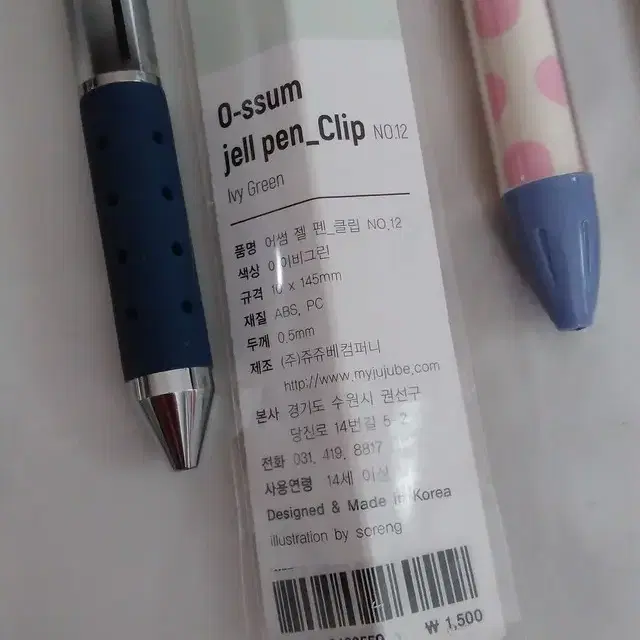 O-ssum
jell pen_Clip NO.12
Ivy Green
품명 어썸 젤 펜_클립 NO.12
색상 아이비그린
규격 10 x 145mm
재질 ABS, PC
두께 0.5mm
제조 (주)쥬쥬베컴퍼니
http://www.myjujube.com
본사 경기도 수원시 권선구
당진로 14번길 5-2
전화 031. 419. 8817
사용연령 14세 이상
Designed & Made in Korea
illustration by soreng
₩ 1,500